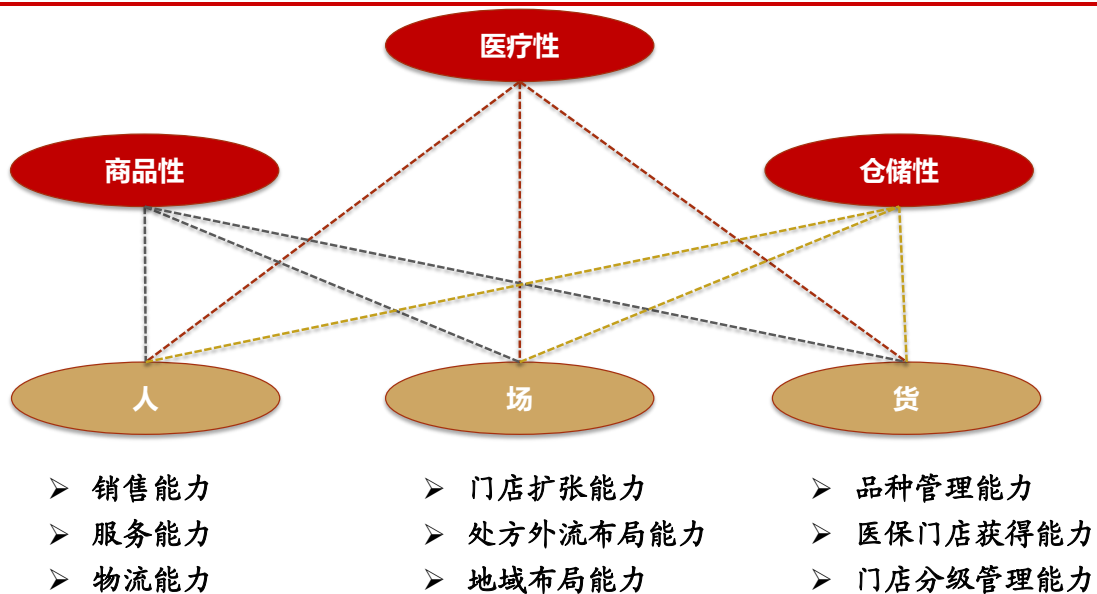 医疗性
商品性
仓储性
人
场
货
➢ 销售能力
➢ 服务能力
➢ 物流能力
➢ 门店扩张能力
➢ 处方外流布局能力
➢ 地域布局能力
➢ 品种管理能力
➢ 医保门店获得能力
➢ 门店分级管理能力